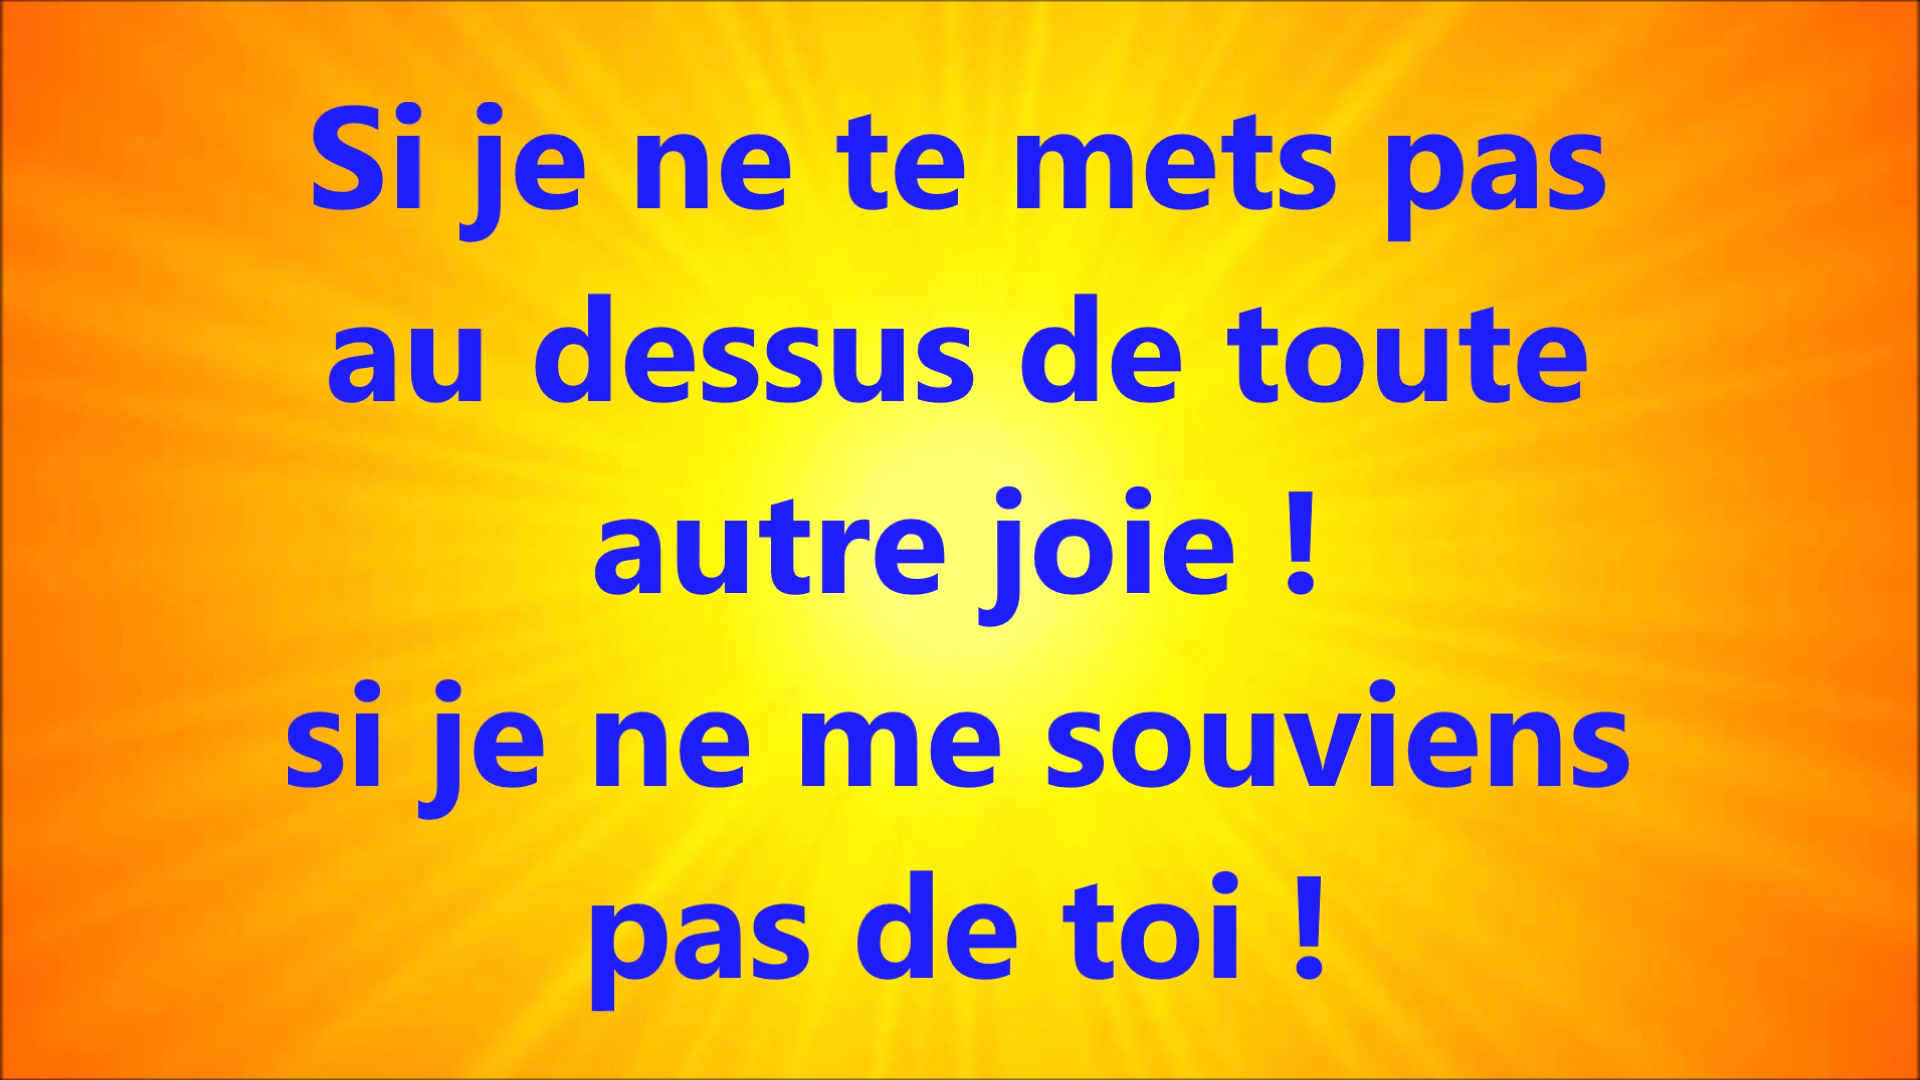 Si je ne te mets pas
au dessus de toute
autre joie !
si je ne me souviens
pas de toi !